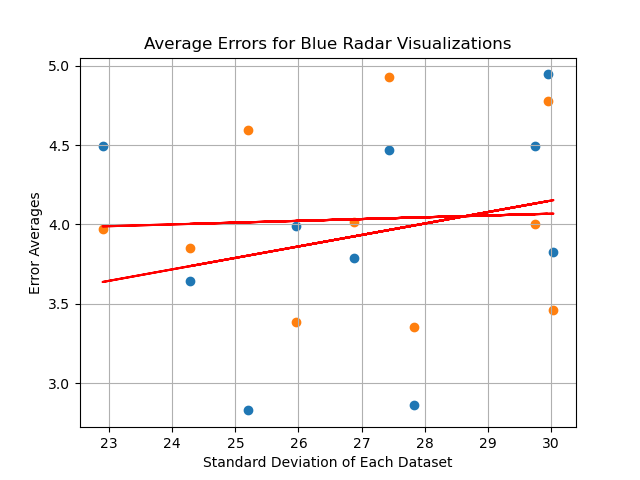 Average Errors for Blue Radar Visualizations
5.0
4.5
4.0
3.5
3.0
Error Averages
23 24 25 26 27 28 29 30
Standard Deviation of Each Dataset